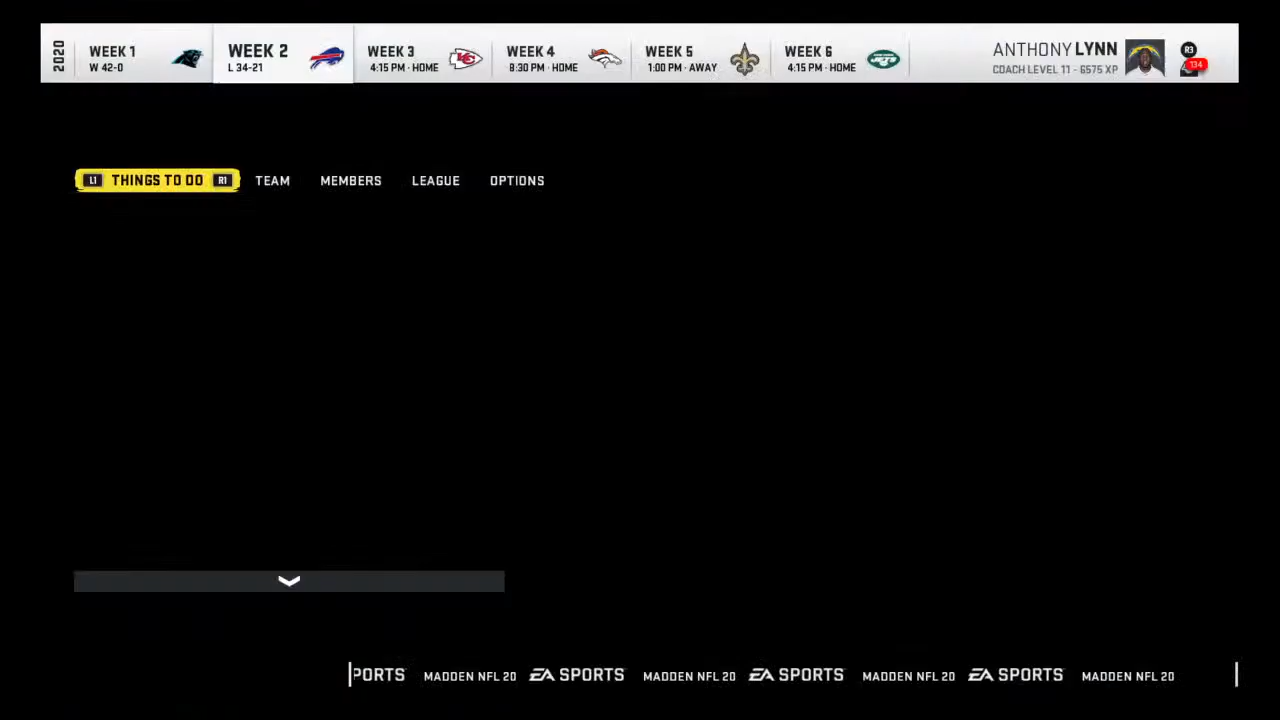 2020
WEEK 1
W 42-0
WEEK 2
L 34-21
WEEK 3
4:15 PM · HOME
WEEK 4
8:30 PM · HOME
WEEK 5
1:00 PM · AWAY
WEEK 6
4:15 PM · HOME
JETS
ANTHONY LYNN
COACH LEVEL 11 - 6575 XP
R3
134
L1 THINGS TO DO R1 TEAM MEMBERS LEAGUE OPTIONS
PORTS MADDEN NFL 20 EA SPORTS MADDEN NFL 20 EA SPORTS MADDEN NFL 20 EA SPORTS MADDEN NFL 20